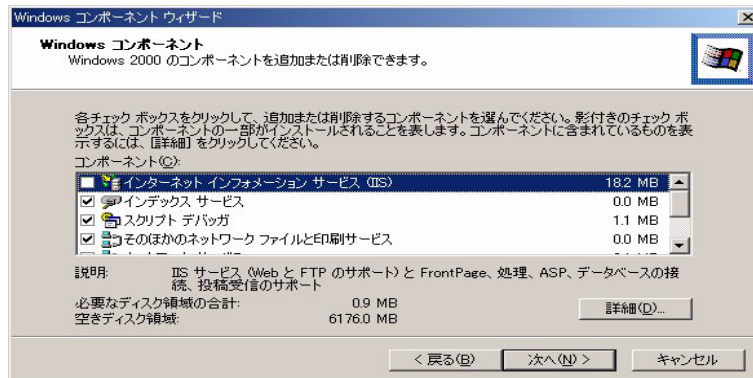 Windows コンポーネント ウィザード
Windows コンポーネント
Windows 2000 のコンポーネントを追加または削除できます。
各チェック ボックスをクリックして、追加または削除するコンポーネントを選んでください。影付きのチェック ボ
ックスは、コンポーネントの一部がインストールされることを表します。コンポーネントに含まれているものを表
示するには、[詳細] をクリックしてください。
コンポーネント(C):
インターネット インフォメーション サービス (IIS) 18.2 MB
インデックス サービス 0.0 MB
スクリプト デバッガ 1.1 MB
そのほかのネットワーク ファイルと印刷サービス 0.0 MB
説明: IIS サービス (Web と FTP のサポート) と FrontPage、処理、ASP、データベースの接
続、投稿受信のサポート
必要なディスク領域の合計: 0.9 MB
空きディスク領域: 6176.0 MB
詳細(D)...
< 戻る(B) 次へ(N) > キャンセル